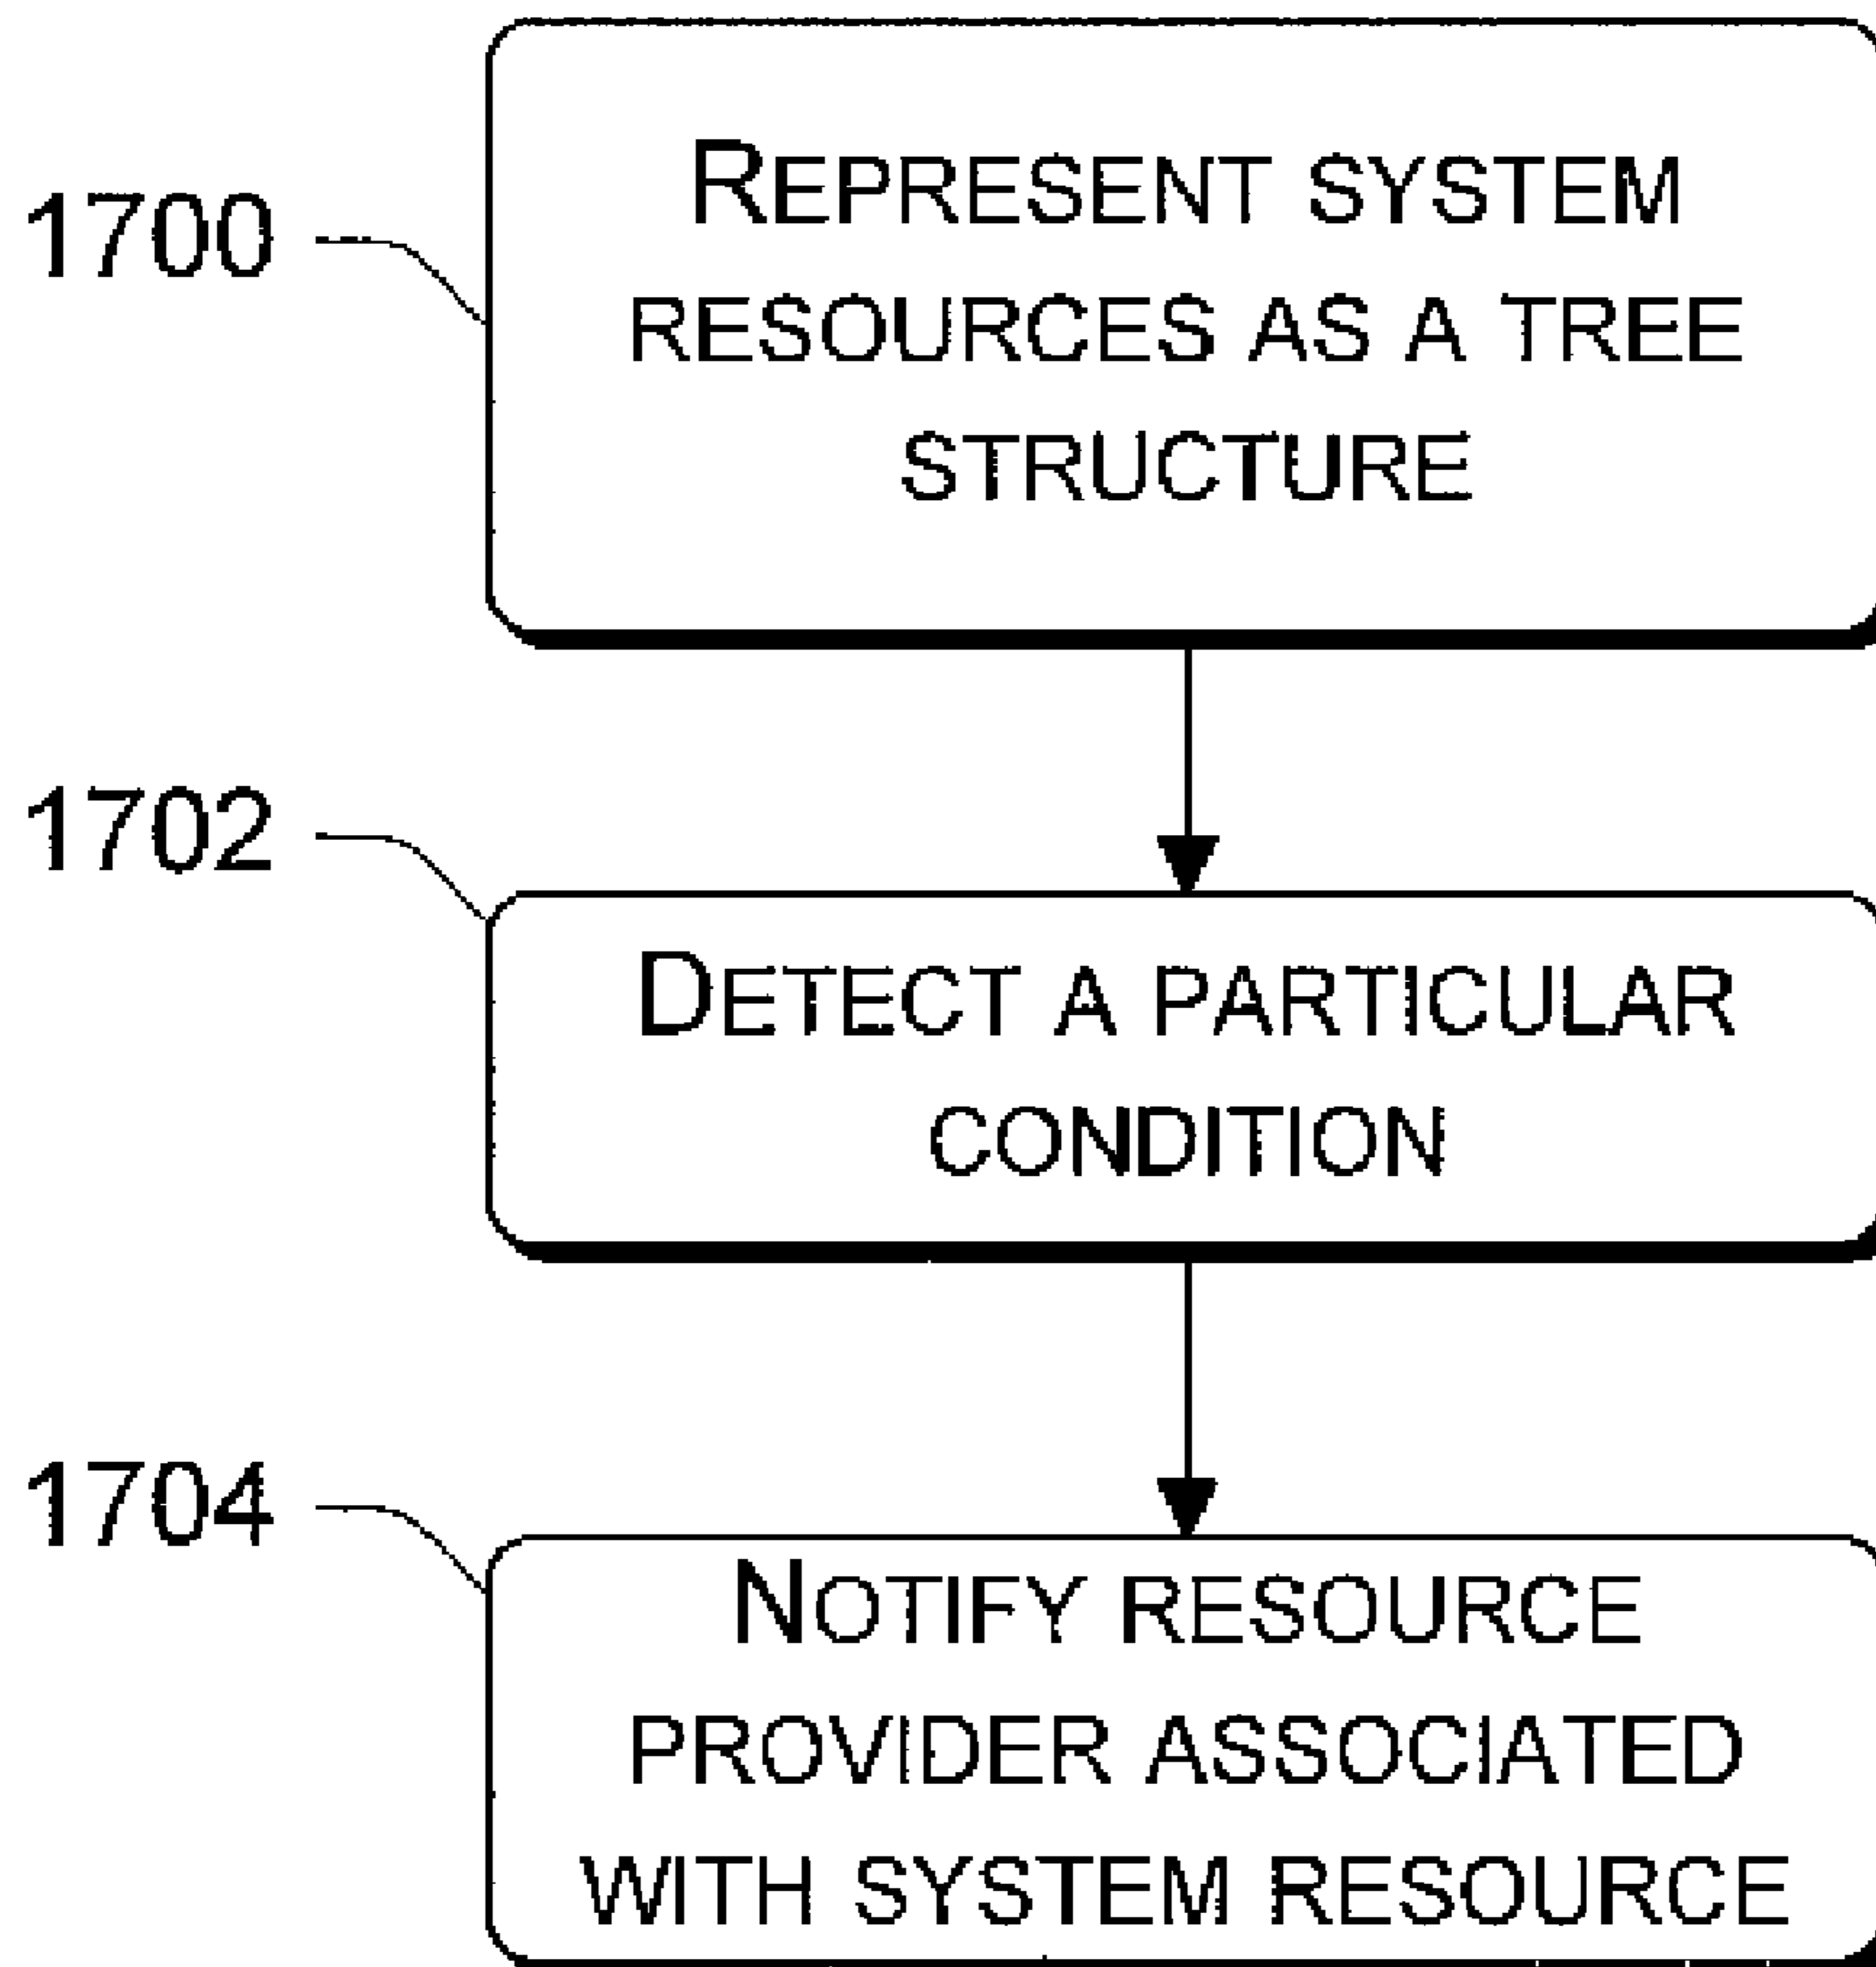 1700
REPRESENT SYSTEM
RESOURCES AS A TREE
STRUCTURE
1702
DETECT A PARTICULAR
CONDITION
1704
NOTIFY RESOURCE
PROVIDER ASSOCIATED
WITH SYSTEM RESOURCE